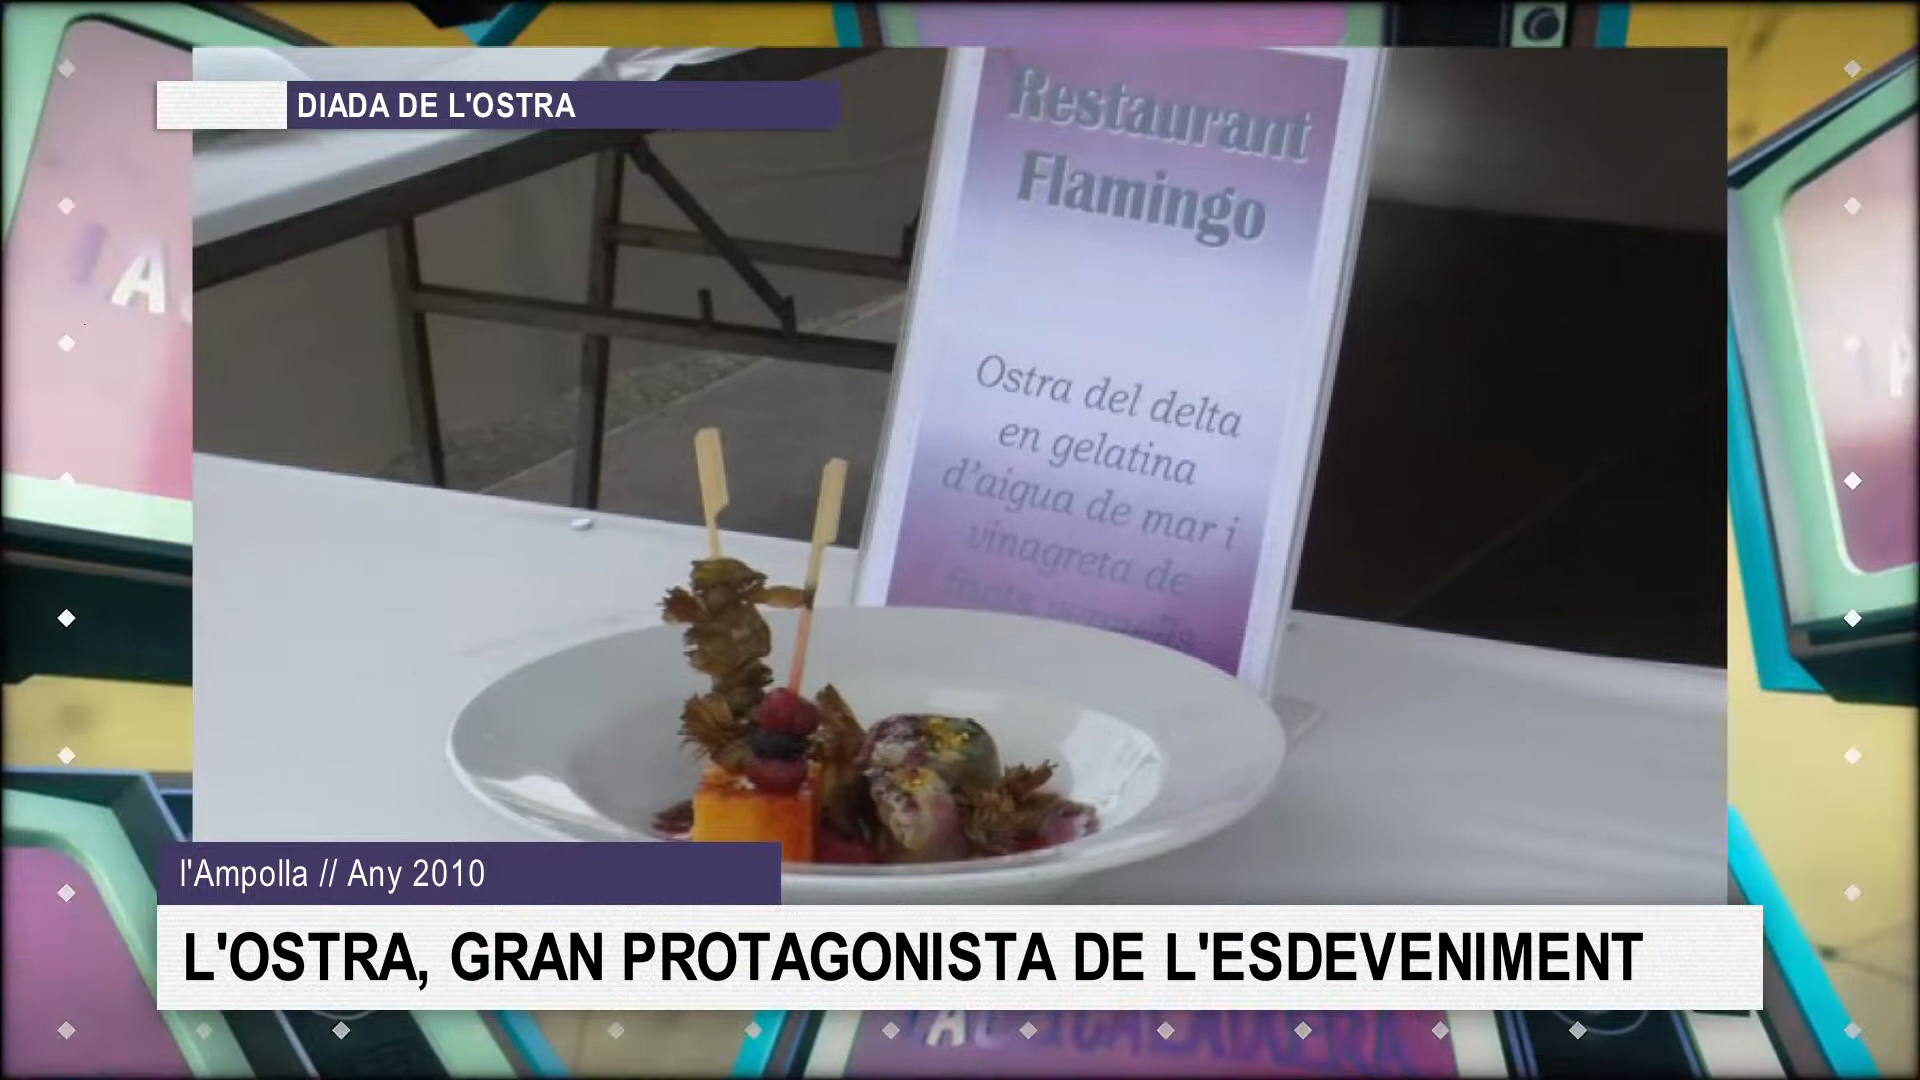 DIADA DE L'OSTRA
Restaurant
Flamingo
Ostra del delta
en gelatina
d'aigua de mar i
vinagreta de
l'Ampolla // Any 2010
L'OSTRA, GRAN PROTAGONISTA DE L'ESDEVENIMENT